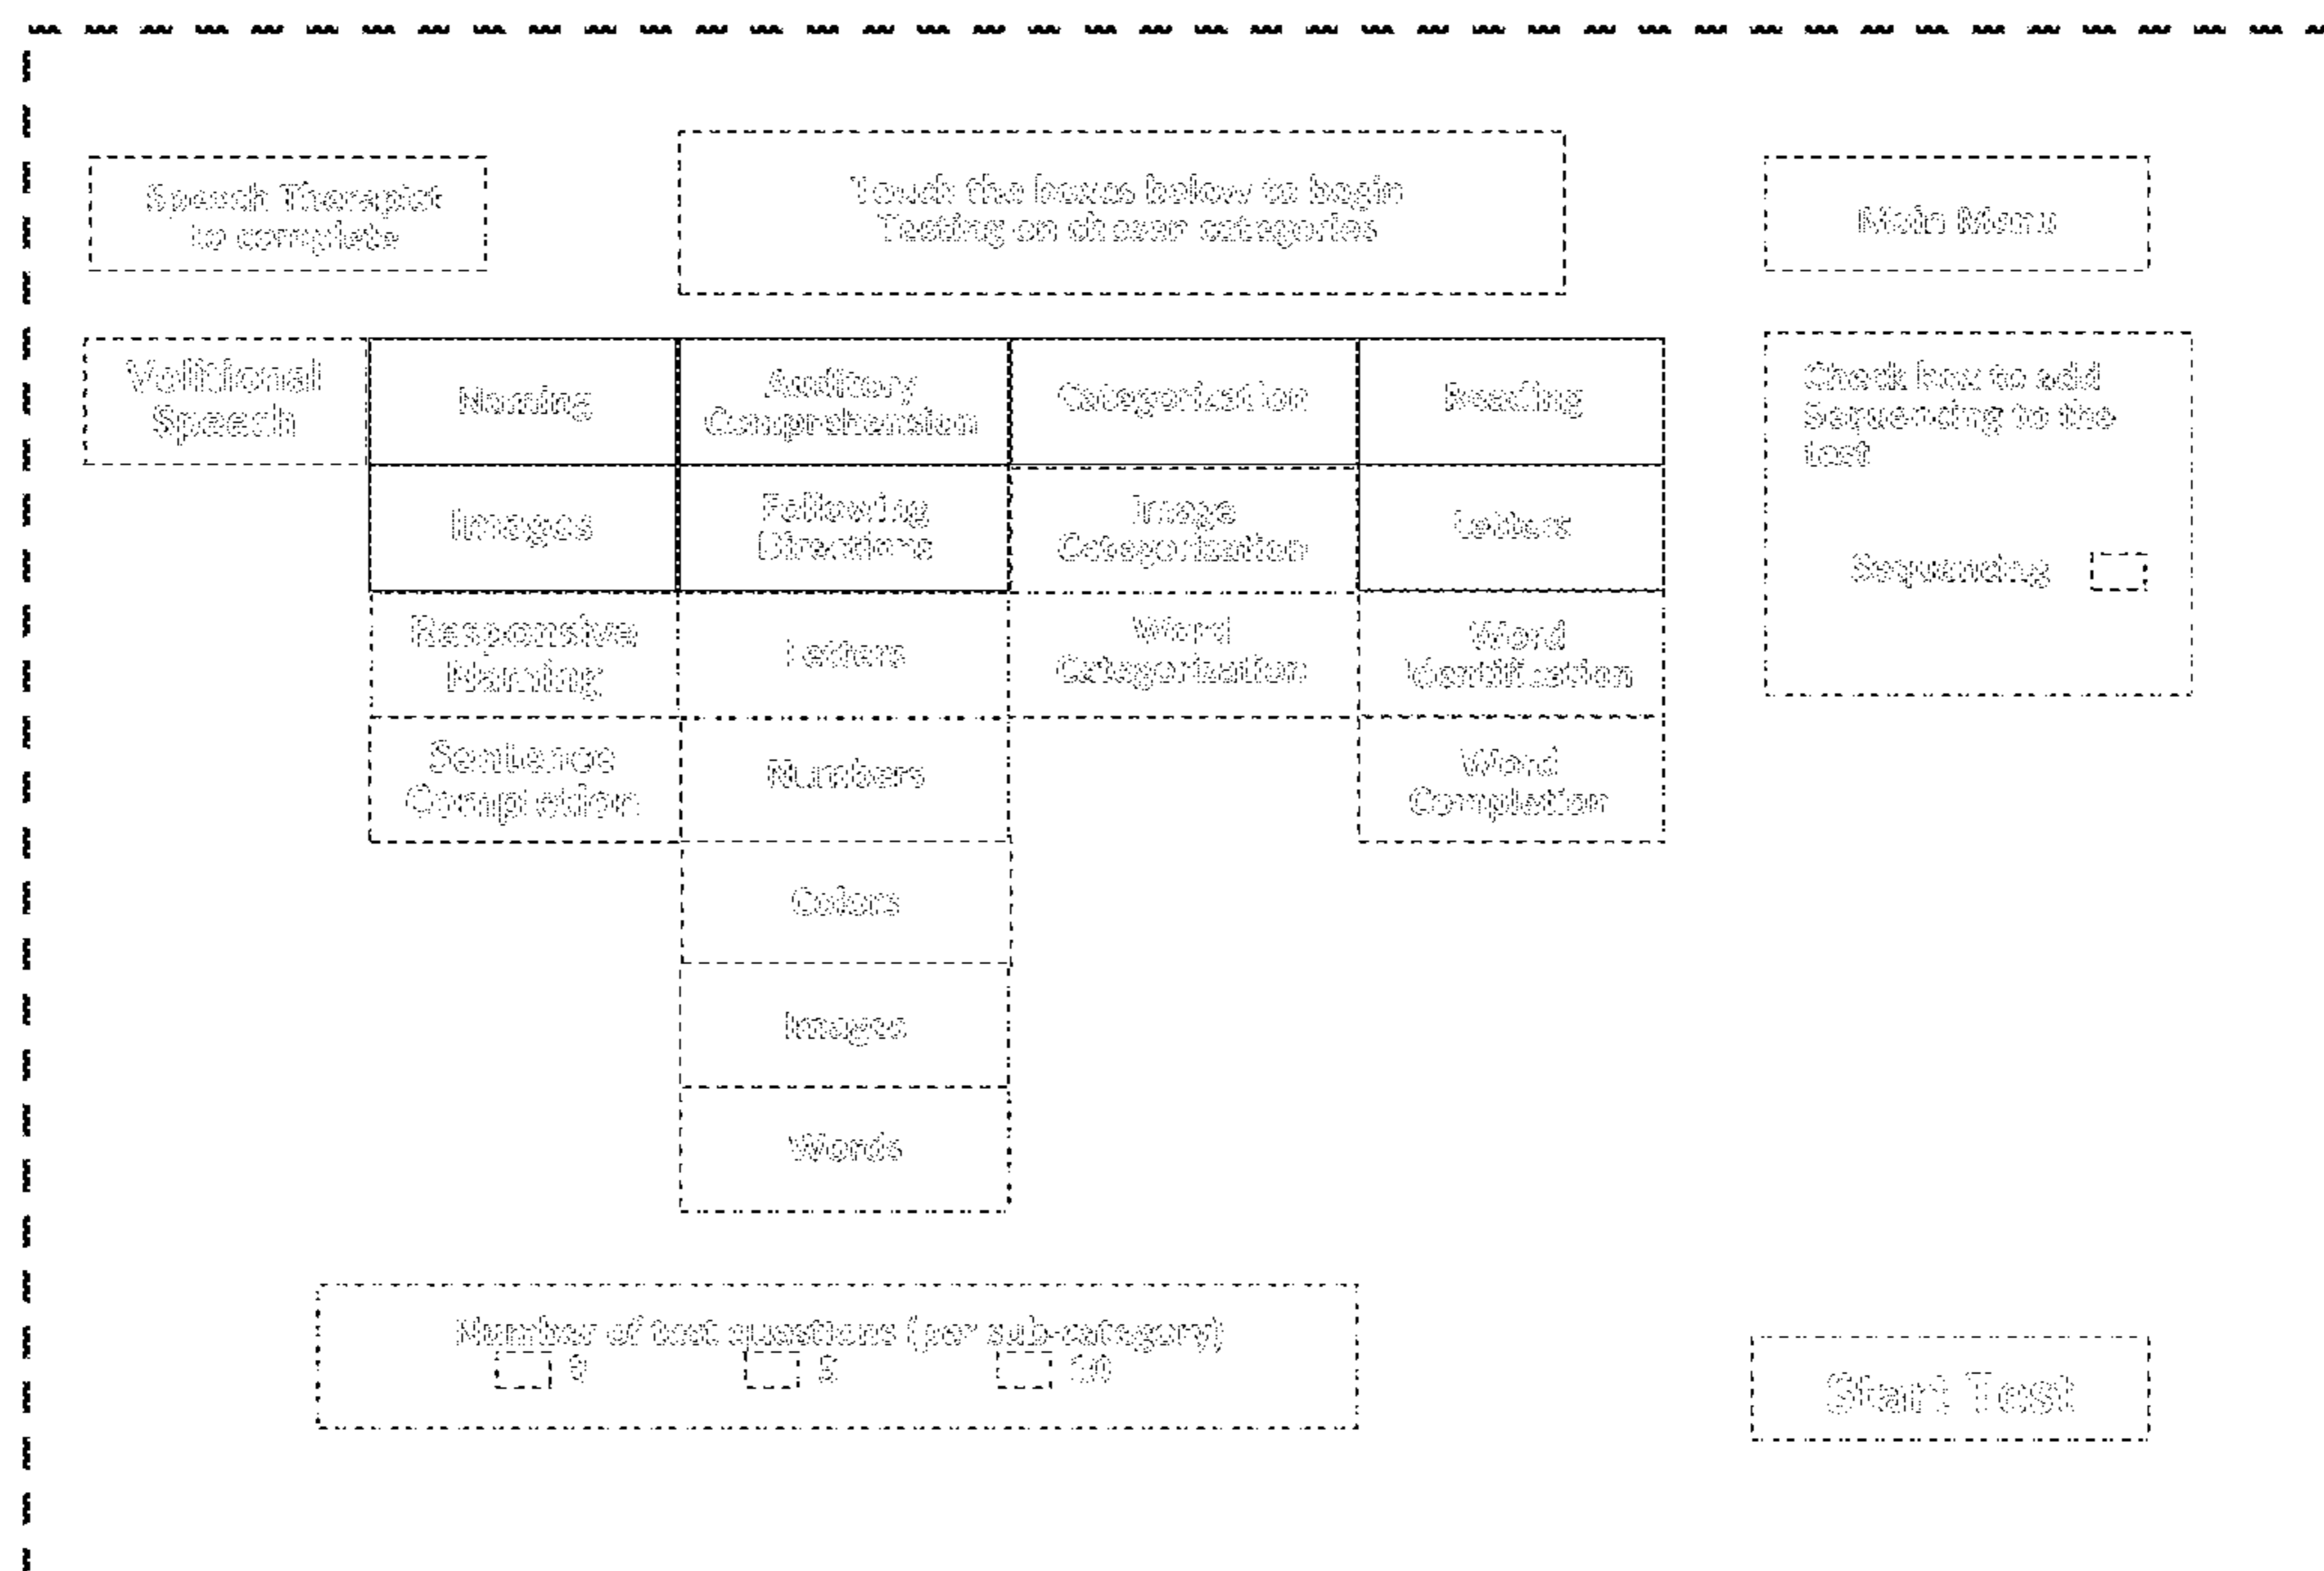 Speech Therapist
to complete
Touch the boxes below to begin
Testing on chosen categories
Main Menu
Volitional
Speech
Naming
Auditory
Comprehension
Categorization
Reading
Check box to add
Sequencing to the
test
Images
Following
Directions
Image
Categorization
Letters
Sequencing
Responsive
Naming
Letters
Word
Categorization
Word
Identification
Sentence
Completion
Numbers
Word
Completion
Colors
Images
Words
Number of test questions (per sub-category)
10
Start Test